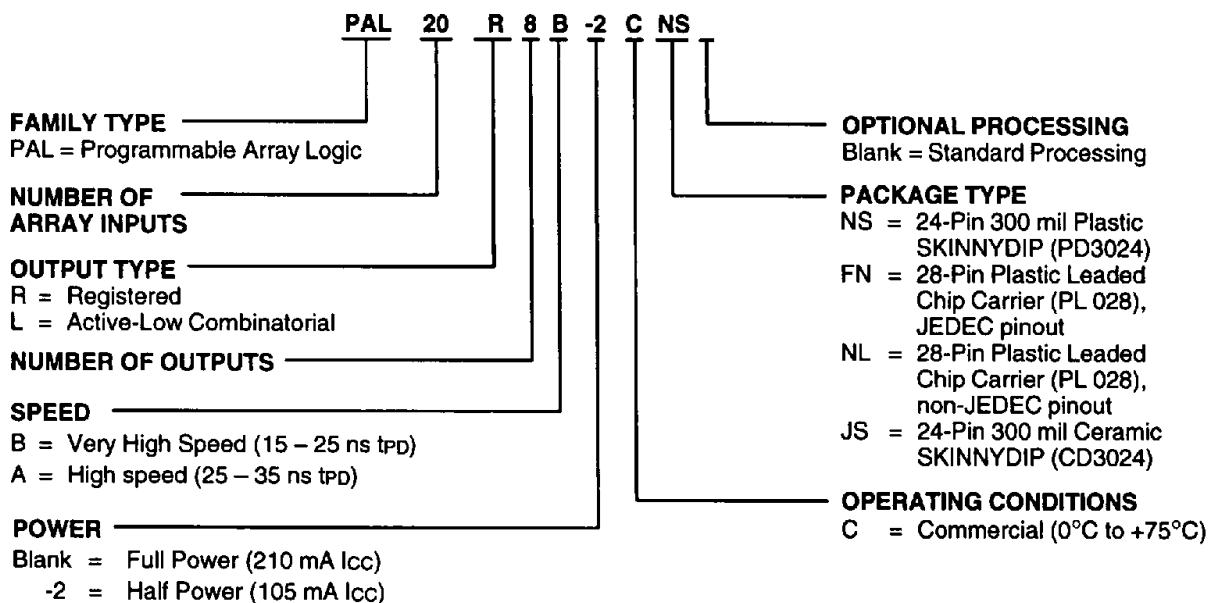 PAL 20 R 8 B -2 C NS
FAMILY TYPE
PAL = Programmable Array Logic
NUMBER OF
ARRAY INPUTS
OUTPUT TYPE
R = Registered
L = Active-Low Combinatorial
NUMBER OF OUTPUTS
SPEED
B = Very High Speed (15 – 25 ns tPD)
A = High speed (25 – 35 ns tPD)
POWER
Blank = Full Power (210 mA Icc)
-2 = Half Power (105 mA Icc)
OPTIONAL PROCESSING
Blank = Standard Processing
PACKAGE TYPE
NS = 24-Pin 300 mil Plastic
SKINNYDIP (PD3024)
FN = 28-Pin Plastic Leaded
Chip Carrier (PL 028),
JEDEC pinout
NL = 28-Pin Plastic Leaded
Chip Carrier (PL 028),
non-JEDEC pinout
JS = 24-Pin 300 mil Ceramic
SKINNYDIP (CD3024)
OPERATING CONDITIONS
C = Commercial (0°C to +75°C)